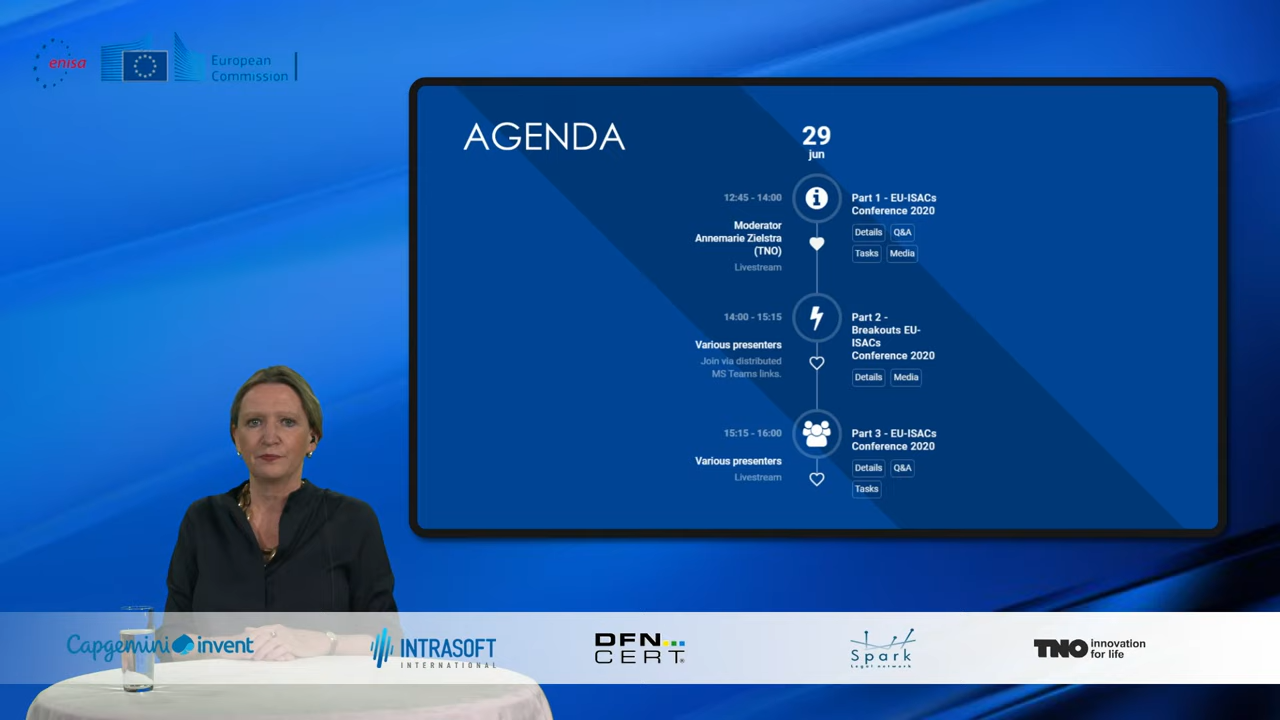 enisa
European
Commission
AGENDA
29
jun
12:45 - 14:00
Moderator
Annemarie Zielstra
(TNO)
Livestream
Part 1 - EU-ISACs
Conference 2020
Details Q&A
Tasks Media
14:00 - 15:15
Various presenters
Join via distributed
MS Teams links.
Part 2 -
Breakouts EU-
ISACs
Conference 2020
Details Media
15:15 - 16:00
Various presenters
Livestream
Part 3 - EU-ISACs
Conference 2020
Details Q&A
Tasks
Capgemini invent
INTRASOFT
INTERNATIONAL
DFN
CERT®
Spark
Legal network
TNO innovation
for life